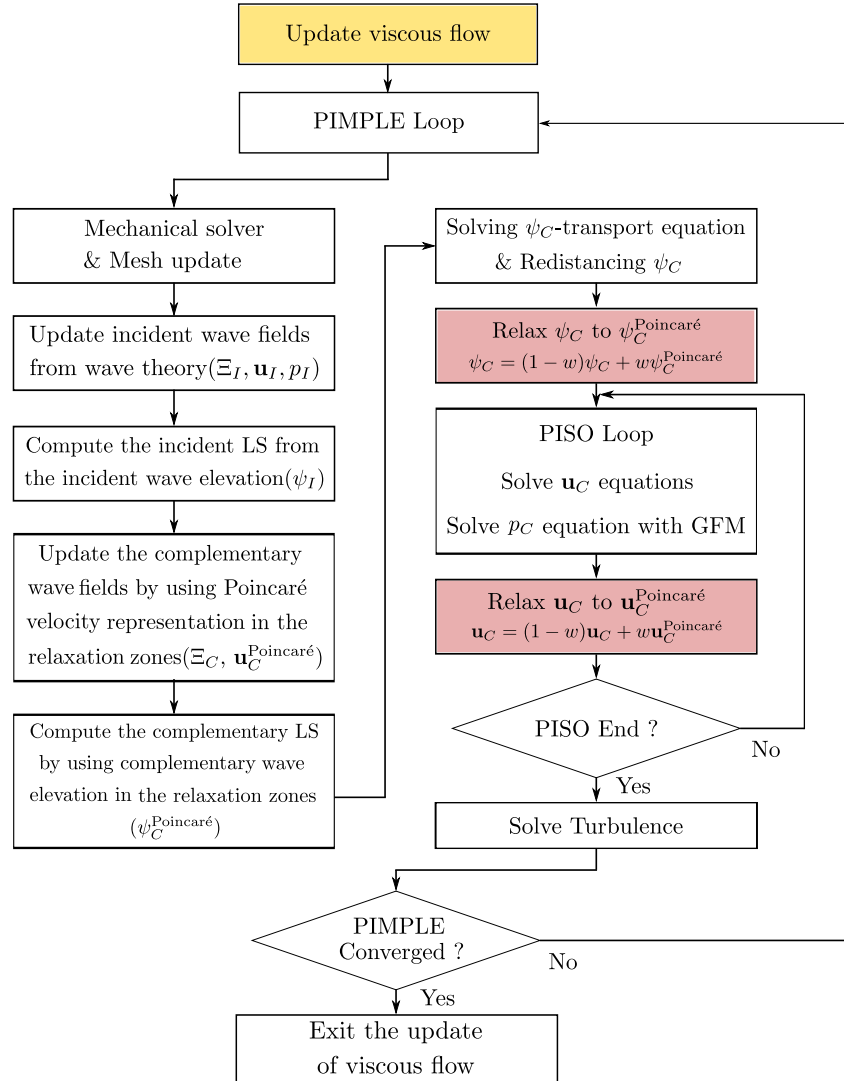 Update viscous flow
PIMPLE Loop
Mechanical solver
& Mesh update
Update incident wave fields
from wave theory(Ξ_I, 𝐮_I, p_I)
Compute the incident LS from
the incident wave elevation(ψ_I)
Update the complementary
wave fields by using Poincaré
velocity representation in the
relaxation zones(Ξ_C, 𝐮_C^Poincaré)
Compute the complementary LS
by using complementary wave
elevation in the relaxation zones
(ψ_C^Poincaré)
Solving ψ_C-transport equation
& Redistancing ψ_C
Relax ψ_C to ψ_C^Poincaré
ψ_C = (1 − w)ψ_C + wψ_C^Poincaré
PISO Loop
Solve 𝐮_C equations
Solve p_C equation with GFM
Relax 𝐮_C to 𝐮_C^Poincaré
𝐮_C = (1 − w)𝐮_C + w𝐮_C^Poincaré
PISO End ?
No
Yes
Solve Turbulence
PIMPLE
Converged ?
No
Yes
Exit the update
of viscous flow